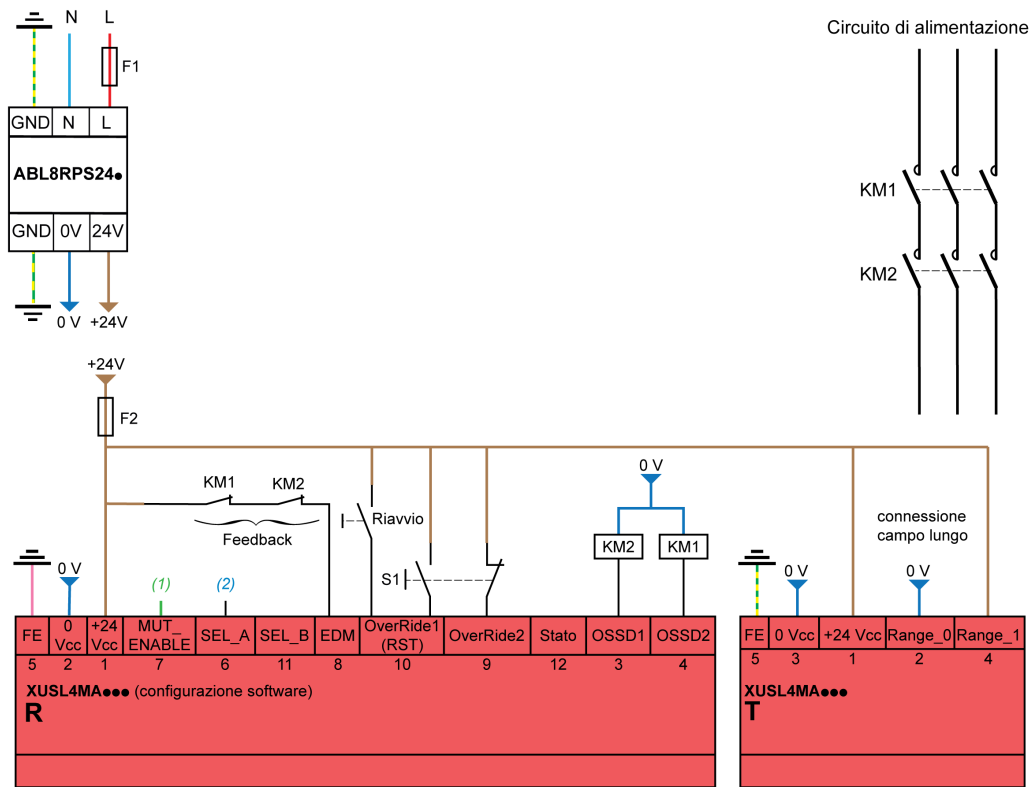 N L
Circuito di alimentazione
F1
GND N L
ABL8RPS24●
GND 0V 24V
0 V +24V
KM1
KM2
+24V
F2
KM1 KM2
Feedback
Riavvio
S1
0 V
KM2 KM1
connessione
campo lungo
0 V
(1)
(2)
0 V
0 V
FE
0
Vcc
+24
Vcc
MUT_
ENABLE
SEL_A
SEL_B
EDM
OverRide1
(RST)
OverRide2
Stato
OSSD1
OSSD2
5 2 1 7 6 11 8 10 9 12 3 4
XUSL4MA●●● (configurazione software)
R
FE 0 Vcc +24 Vcc Range_0 Range_1
5 3 1 2 4
XUSL4MA●●●
T